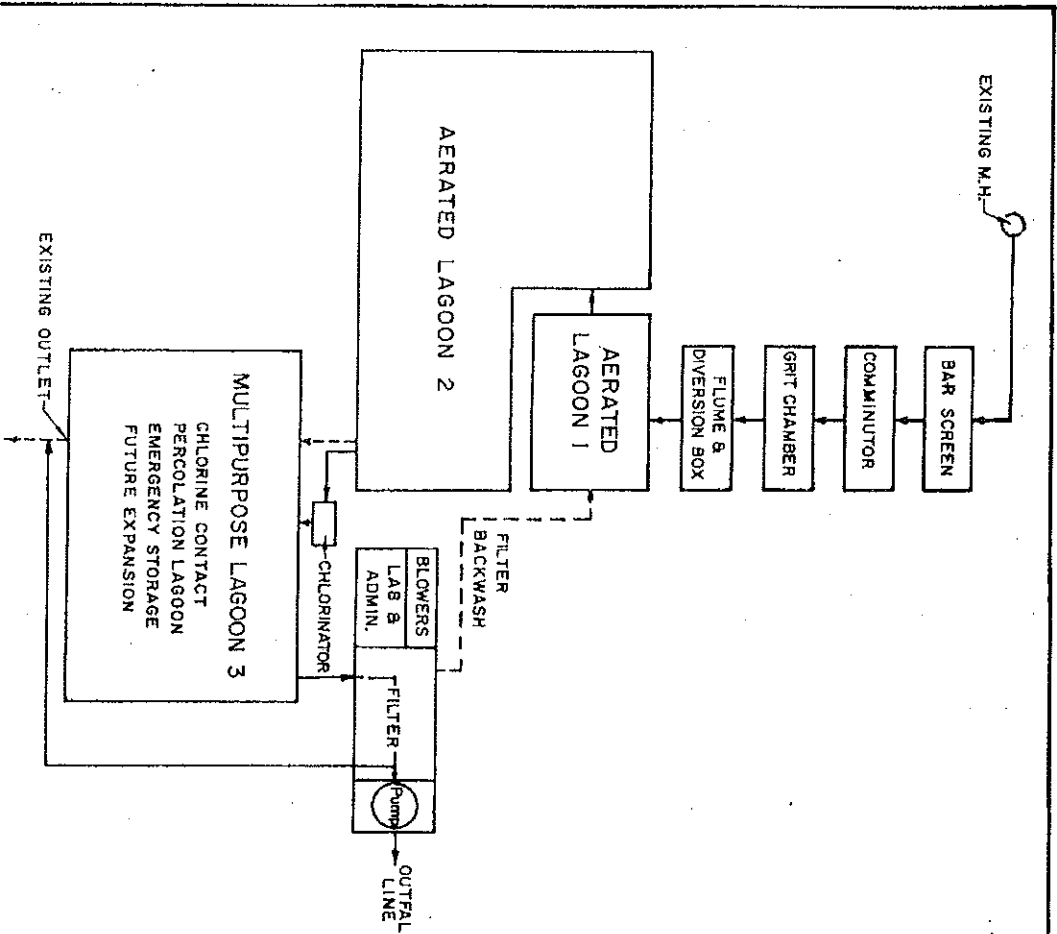 EXISTING M.H.
BAR SCREEN
COMMINUTOR
GRIT CHAMBER
FLUME &
DIVERSION BOX
AERATED
LAGOON 1
AERATED LAGOON 2
FILTER
BACKWASH
BLOWERS
LAB &
ADMIN.
CHLORINATOR
FILTER
Pump
OUTFAL
LINE
MULTIPURPOSE LAGOON 3
CHLORINE CONTACT
PERCOLATION LAGOON
EMERGENCY STORAGE
FUTURE EXPANSION
EXISTING OUTLET